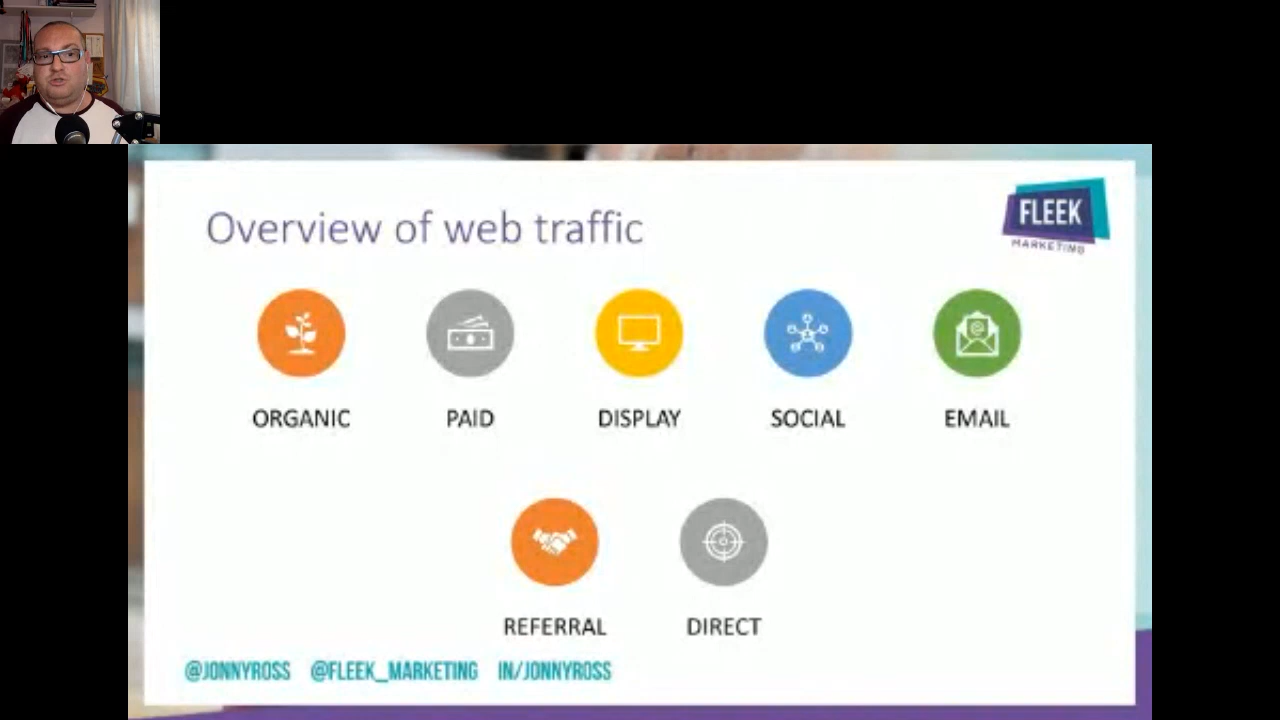 Overview of web traffic
FLEEK
MARKETING
ORGANIC PAID DISPLAY SOCIAL EMAIL
REFERRAL DIRECT
@JONNYROSS @FLEEK_MARKETING IN/JONNYROSS